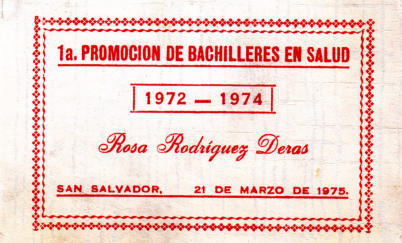 1a. PROMOCION DE BACHILLERES EN SALUD
1972 — 1974
Rosa Rodríguez Deras
SAN SALVADOR, 21 DE MARZO DE 1975.